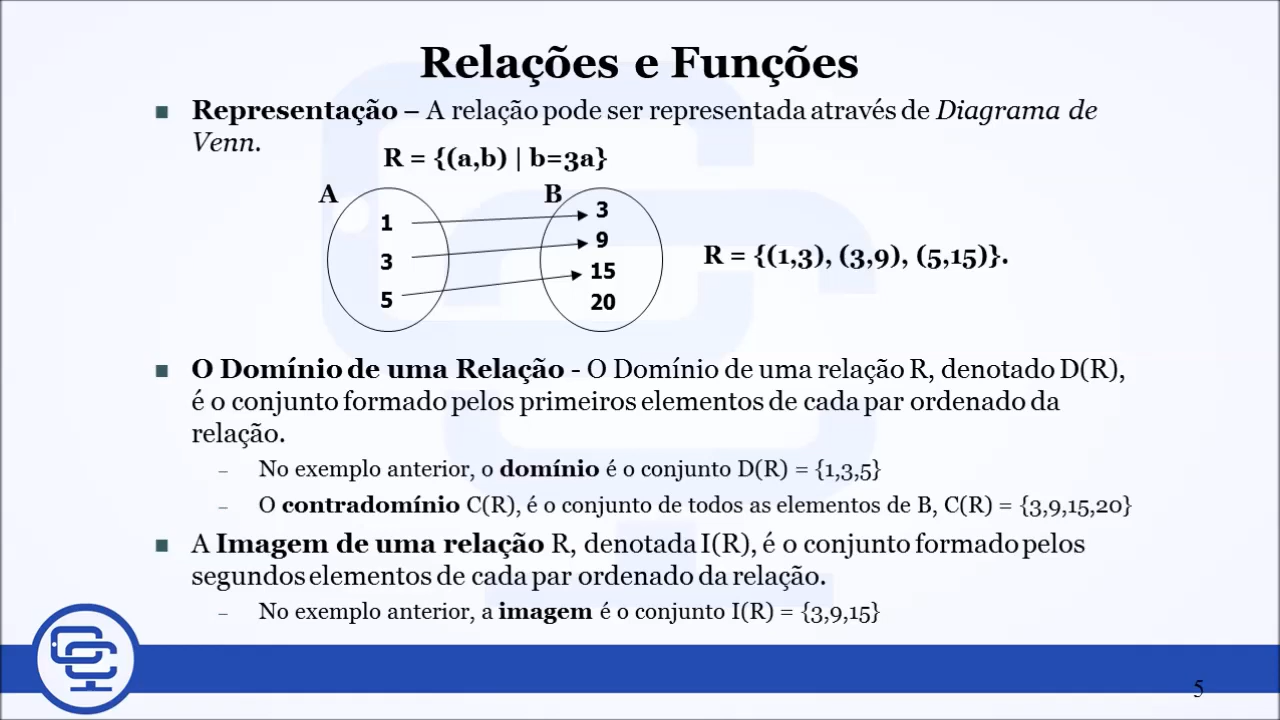 Relações e Funções
Representação – A relação pode ser representada através de Diagrama de
Venn.
R = {(a,b) | b=3a}
A
B
1
3
5
3
9
15
20
R = {(1,3), (3,9), (5,15)}.
O Domínio de uma Relação - O Domínio de uma relação R, denotado D(R),
é o conjunto formado pelos primeiros elementos de cada par ordenado da
relação.
– No exemplo anterior, o domínio é o conjunto D(R) = {1,3,5}
– O contradomínio C(R), é o conjunto de todos as elementos de B, C(R) = {3,9,15,20}
A Imagem de uma relação R, denotada I(R), é o conjunto formado pelos
segundos elementos de cada par ordenado da relação.
– No exemplo anterior, a imagem é o conjunto I(R) = {3,9,15}
5